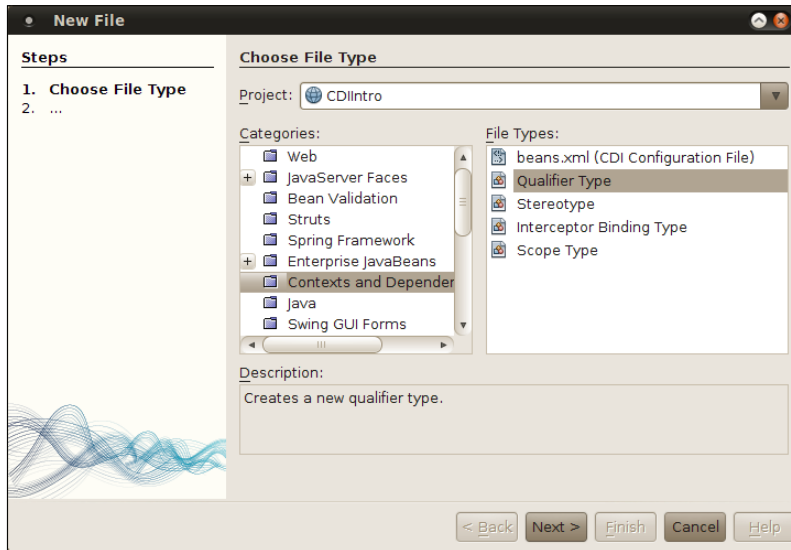 New File
Steps
1. Choose File Type
2. ...
Choose File Type
Project: CDIIntro
Categories:
Web
JavaServer Faces
Bean Validation
Struts
Spring Framework
Enterprise JavaBeans
Contexts and Depender
Java
Swing GUI Forms
File Types:
beans.xml (CDI Configuration File)
Qualifier Type
Stereotype
Interceptor Binding Type
Scope Type
Description:
Creates a new qualifier type.
< Back Next > Finish Cancel Help